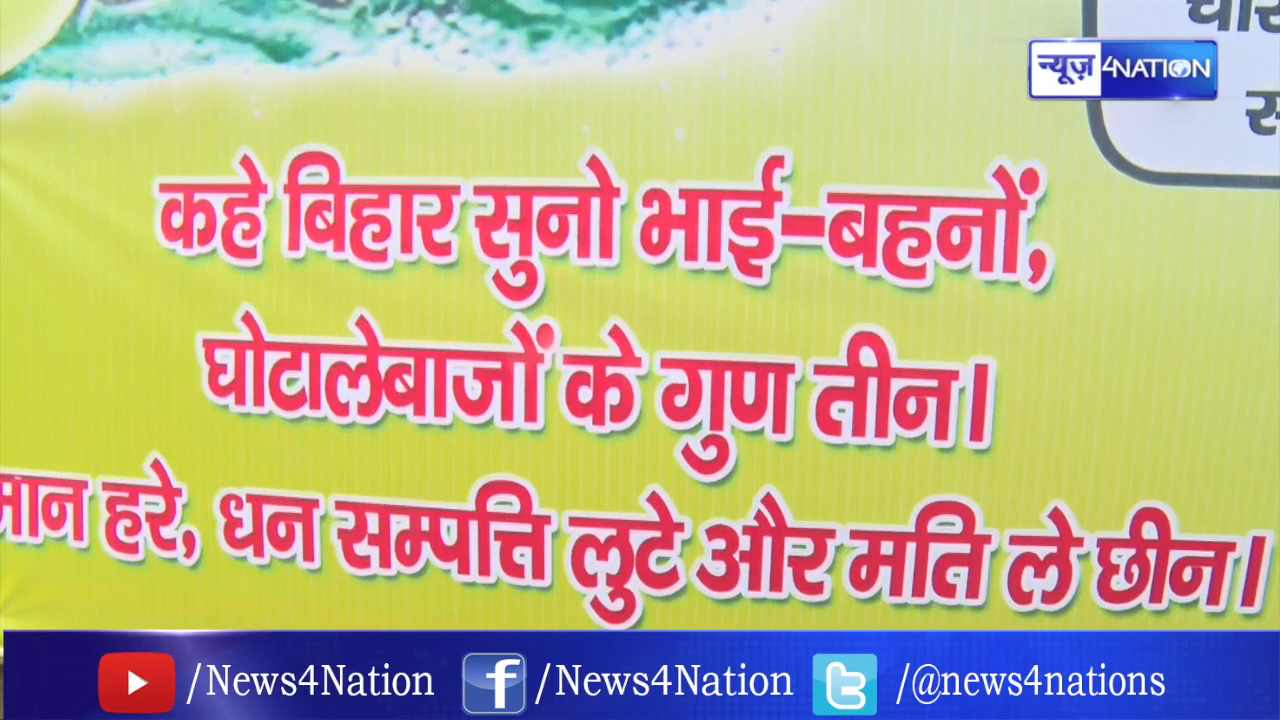 न्यूज़ 4NATION
कहे बिहार सुनो भाई-बहनों,
घोटालेबाजों के गुण तीन।
मान हरे, धन सम्पत्ति लुटे और मति ले छीन।
/News4Nation /News4Nation /@news4nations